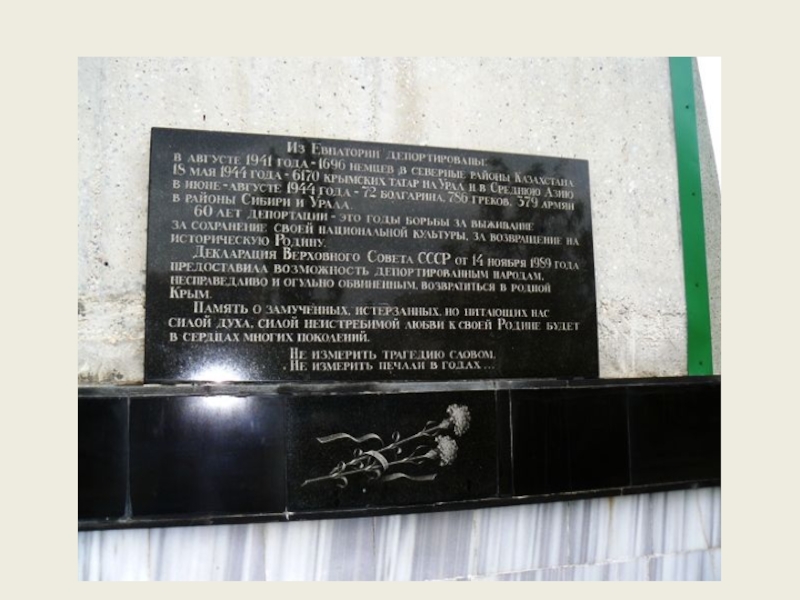 Из Евпатории депортированы:
в августе 1941 года - 1696 немцев в северные районы Казахстана
18 мая 1944 года - 6170 крымских татар на Урал и в Среднюю Азию
в июне-августе 1944 года - 72 болгарина, 786 греков, 379 армян
в районы Сибири и Урала.
60 лет депортации - это годы борьбы за выживание
за сохранение своей национальной культуры, за возвращение на
историческую Родину.
Декларация Верховного Совета СССР от 14 ноября 1989 года
предоставила возможность депортированным народам,
несправедливо и огульно обвиненным, возвратиться в родной
Крым.
Память о замученных, истерзанных, но питающих нас
силой духа, силой неистребимой любви к своей Родине будет
в сердцах многих поколений.
Не измерить трагедию словом,
Не измерить печали в годах...